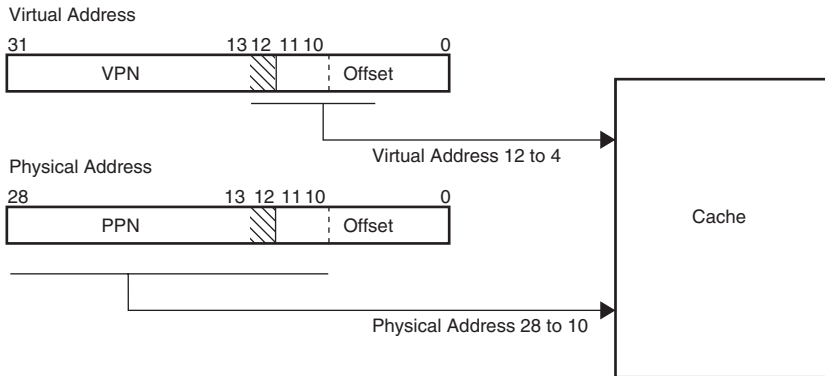 Virtual Address
31 13 12 11 10 0
VPN Offset
Virtual Address 12 to 4
Physical Address
28 13 12 11 10 0
PPN Offset
Cache
Physical Address 28 to 10